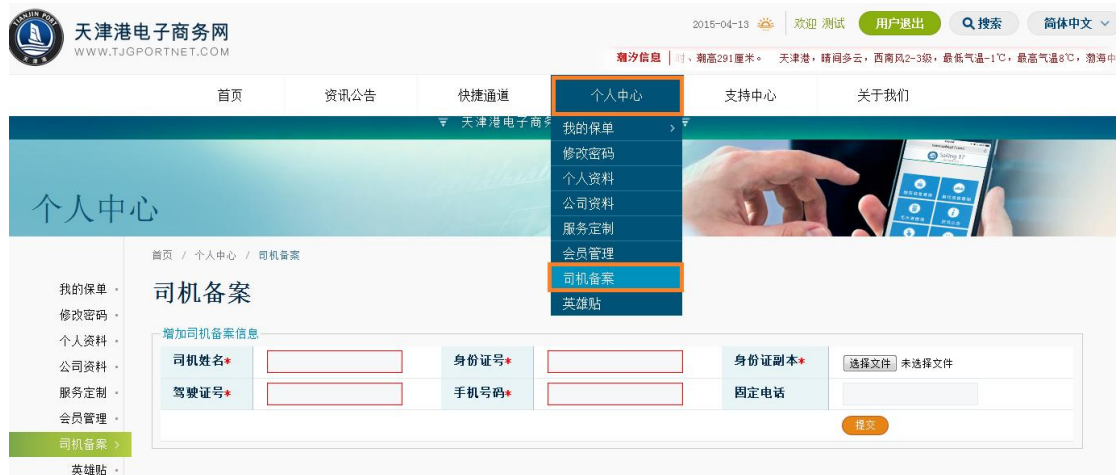 TIANJIN PORT
天津港电子商务网
WWW.TJGPORTNET.COM
2015-04-13 欢迎 测试 用户退出 搜索 简体中文
潮汐信息 时、潮高291厘米。 天津港,晴间多云,西南风2-3级,最低气温-1℃,最高气温8℃,渤海中
首页 资讯公告 快捷通道 个人中心 支持中心 关于我们
天津港电子商务
我的保单
修改密码
个人资料
公司资料
服务定制
会员管理
司机备案
英雄贴
个人中心
首页 / 个人中心 / 司机备案
我的保单
修改密码
个人资料
公司资料
服务定制
会员管理
司机备案
英雄贴
司机备案
增加司机备案信息
司机姓名* 身份证号* 身份证副本* 选择文件 未选择文件
驾驶证号* 手机号码* 固定电话
提交